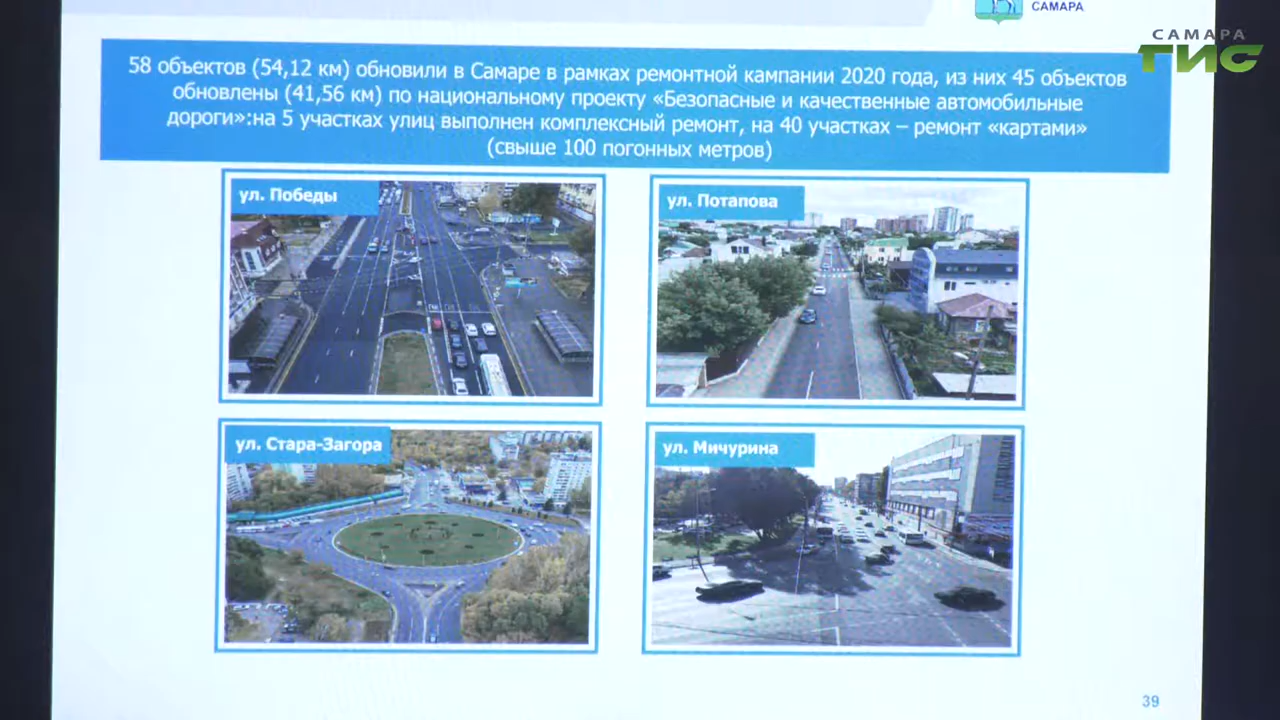 САМАРА
САМАРА
ГИС
58 объектов (54,12 км) обновили в Самаре в рамках ремонтной кампании 2020 года, из них 45 объектов
обновлены (41,56 км) по национальному проекту «Безопасные и качественные автомобильные
дороги»:на 5 участках улиц выполнен комплексный ремонт, на 40 участках – ремонт «картами»
(свыше 100 погонных метров)
ул. Победы
ул. Потапова
ул. Стара-Загора
ул. Мичурина
39